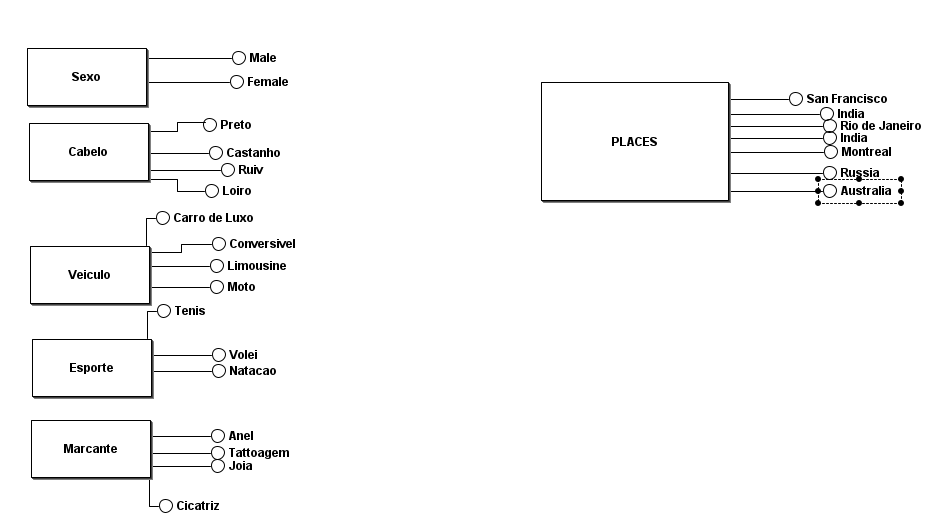 Sexo
Male
Female
Cabelo
Preto
Castanho
Ruiv
Loiro
Veiculo
Carro de Luxo
Conversivel
Limousine
Moto
Esporte
Tenis
Volei
Natacao
Marcante
Anel
Tattoagem
Joia
Cicatriz
PLACES
San Francisco
India
Rio de Janeiro
India
Montreal
Russia
Australia